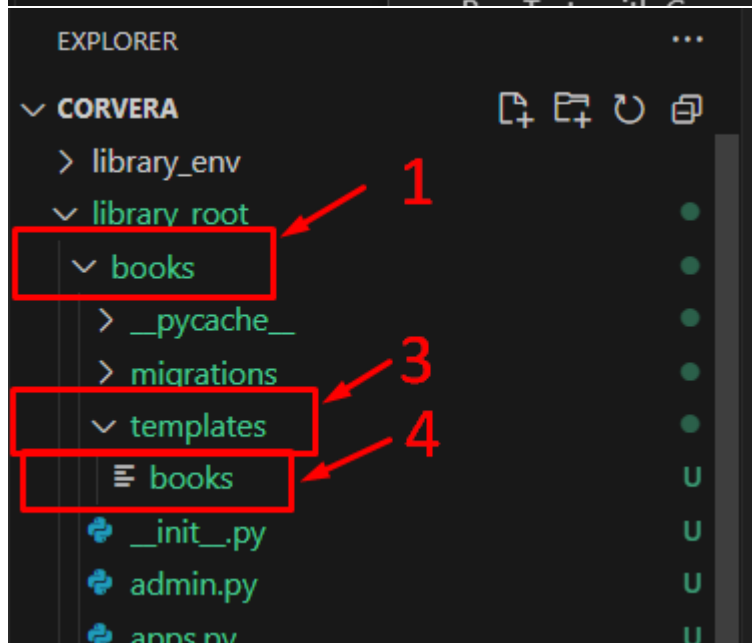 EXPLORER ...
CORVERA
library_env
1
library_root
books
__pycache__
3
migrations
templates
4
books U
__init__.py U
admin.py U
apps.py U